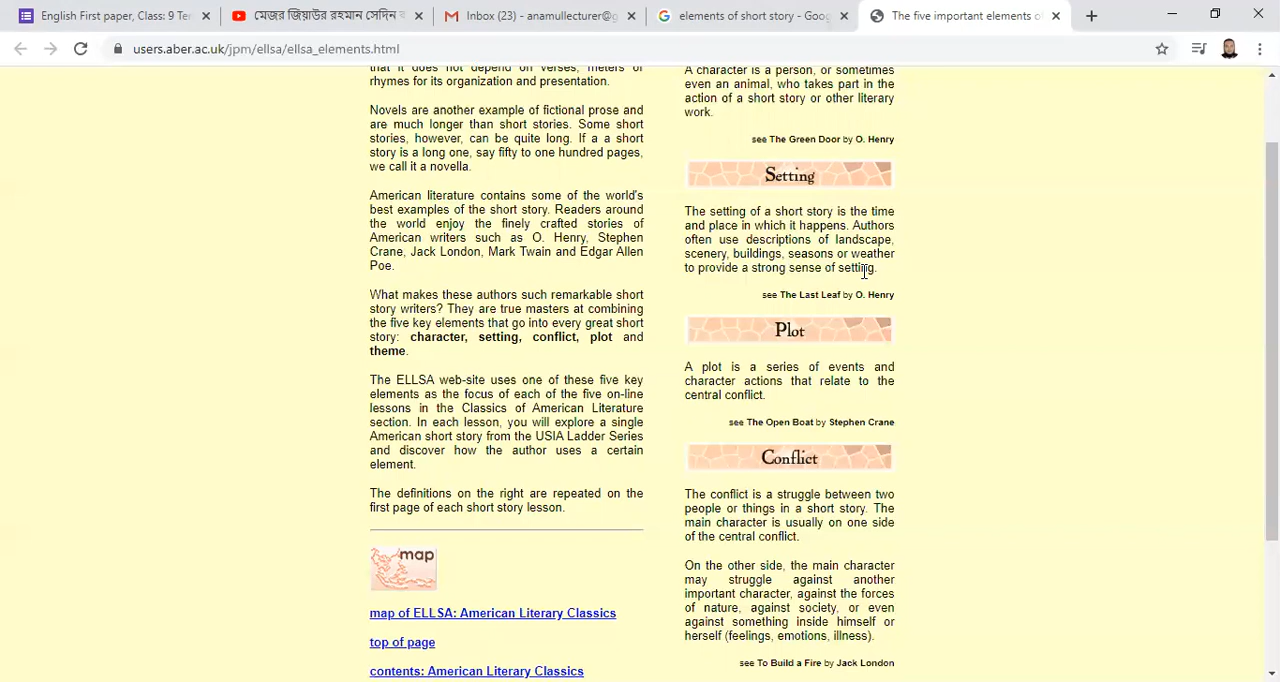 English First paper, Class: 9 Ter
মেজর জিয়াউর রহমান সেদিন ক
Inbox (23) - anamullecturer@g
elements of short story - Goog
The five important elements of
users.aber.ac.uk/jpm/ellsa/ellsa_elements.html
that it does not depend on verses, meters or
rhymes for its organization and presentation.
Novels are another example of fictional prose and
are much longer than short stories. Some short
stories, however, can be quite long. If a a short
story is a long one, say fifty to one hundred pages,
we call it a novella.
American literature contains some of the world's
best examples of the short story. Readers around
the world enjoy the finely crafted stories of
American writers such as O. Henry, Stephen
Crane, Jack London, Mark Twain and Edgar Allen
Poe.
What makes these authors such remarkable short
story writers? They are true masters at combining
the five key elements that go into every great short
story: character, setting, conflict, plot and
theme.
The ELLSA web-site uses one of these five key
elements as the focus of each of the five on-line
lessons in the Classics of American Literature
section. In each lesson, you will explore a single
American short story from the USIA Ladder Series
and discover how the author uses a certain
element.
The definitions on the right are repeated on the
first page of each short story lesson.
map
map of ELLSA: American Literary Classics
top of page
contents: American Literary Classics
A character is a person, or sometimes
even an animal, who takes part in the
action of a short story or other literary
work.
see The Green Door by O. Henry
Setting
The setting of a short story is the time
and place in which it happens. Authors
often use descriptions of landscape,
scenery, buildings, seasons or weather
to provide a strong sense of setting.
see The Last Leaf by O. Henry
Plot
A plot is a series of events and
character actions that relate to the
central conflict.
see The Open Boat by Stephen Crane
Conflict
The conflict is a struggle between two
people or things in a short story. The
main character is usually on one side
of the central conflict.
On the other side, the main character
may struggle against another
important character, against the forces
of nature, against society, or even
against something inside himself or
herself (feelings, emotions, illness).
see To Build a Fire by Jack London